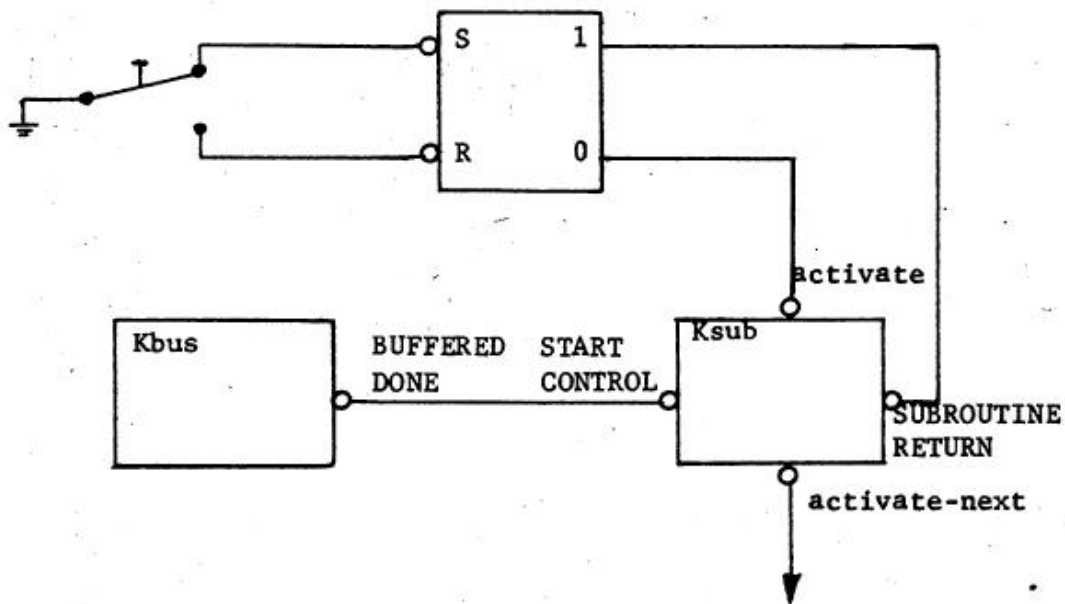 S 1
R 0
activate
Kbus
BUFFERED
DONE
START
CONTROL
Ksub
SUBROUTINE
RETURN
activate-next